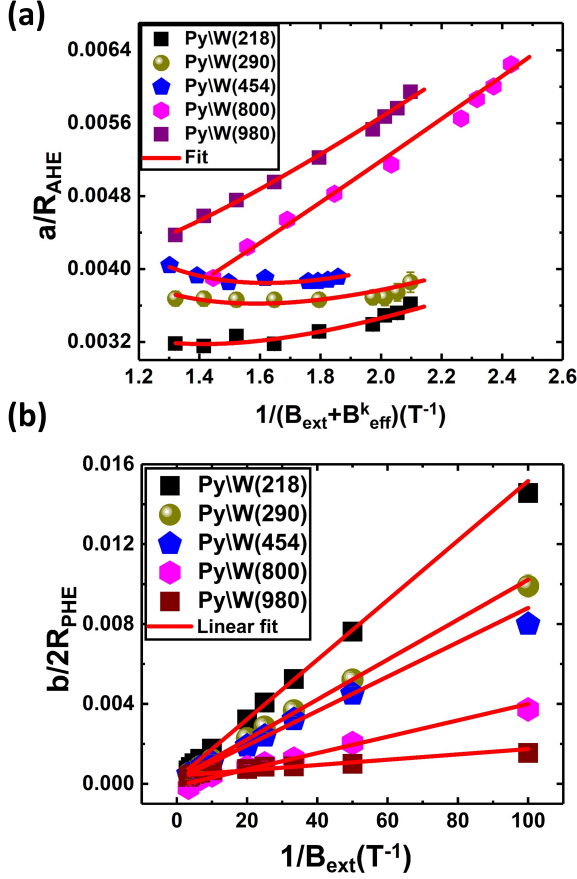 (a)
0.0064
0.0056
0.0048
0.0040
0.0032
a/R_AHE
Py\W(218)
Py\W(290)
Py\W(454)
Py\W(800)
Py\W(980)
Fit
1.2 1.4 1.6 1.8 2.0 2.2 2.4 2.6
1/(B_ext+B^k_eff)(T^-1)
(b)
0.016
0.012
0.008
0.004
0.000
b/2R_PHE
Py\W(218)
Py\W(290)
Py\W(454)
Py\W(800)
Py\W(980)
Linear fit
0 20 40 60 80 100
1/B_ext(T^-1)